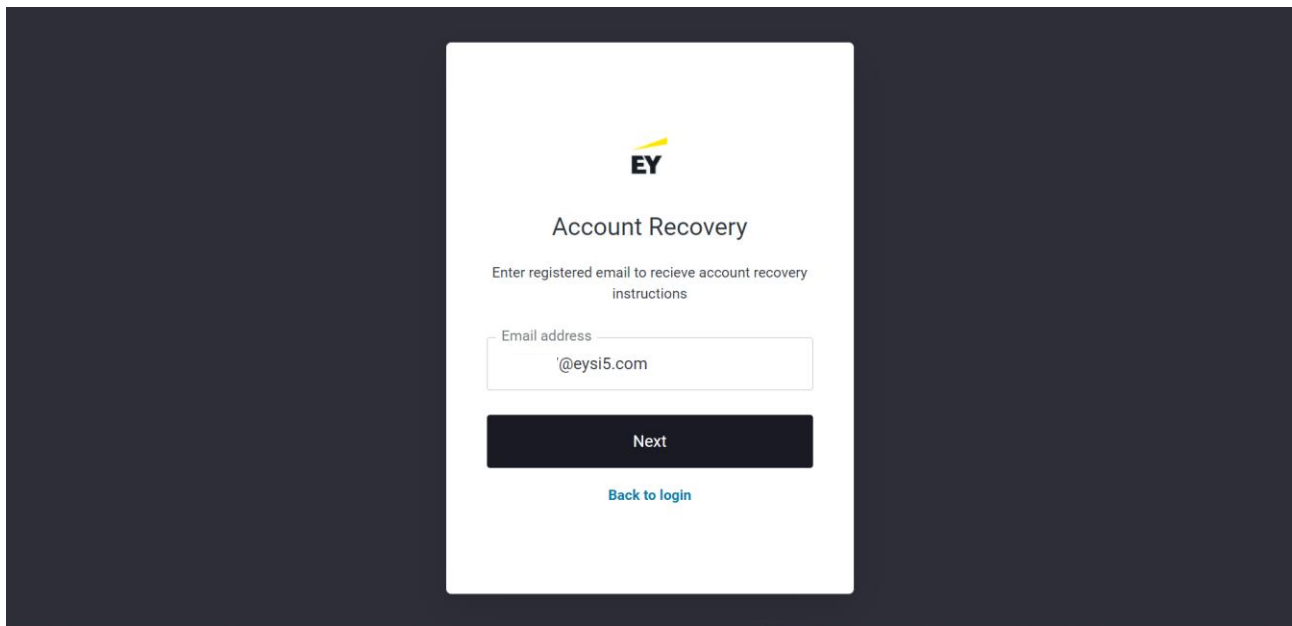 EY
Account Recovery
Enter registered email to recieve account recovery
instructions
Email address
'@eysi5.com
Next
Back to login